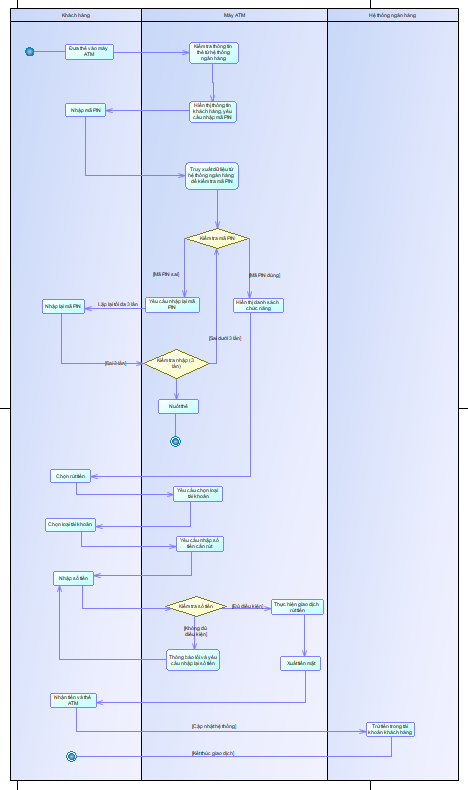 Khách hàng
Máy ATM
Hệ thống ngân hàng
Đưa thẻ vào máy
ATM
Kiểm tra thông tin
thẻ từ hệ thống
ngân hàng
Hiển thị thông tin
khách hàng, yêu
cầu nhập mã PIN
Nhập mã PIN
Truy xuất dữ liệu từ
hệ thống ngân hàng
để kiểm tra mã PIN
Kiểm tra mã PIN
[Mã PIN sai]
[Mã PIN đúng]
Nhập lại mã PIN
Lặp lại tối đa 3 lần
Yêu cầu nhập lại mã
PIN
Hiển thị danh sách
chức năng
[Sai dưới 3 lần]
[Sai 3 lần]
Kiểm tra nhập (3
lần)
Nuốt thẻ
Chọn rút tiền
Yêu cầu chọn loại
tài khoản
Chọn loại tài khoản
Yêu cầu nhập số
tiền cần rút
Nhập số tiền
Kiểm tra số tiền
[Đủ điều kiện]
Thực hiện giao dịch
rút tiền
[Không đủ
điều kiện]
Thông báo lỗi và yêu
cầu nhập lại số tiền
Xuất tiền mặt
Nhận tiền và thẻ
ATM
[Cập nhật hệ thống]
Trừ tiền trong tài
khoản khách hàng
[Kết thúc giao dịch]